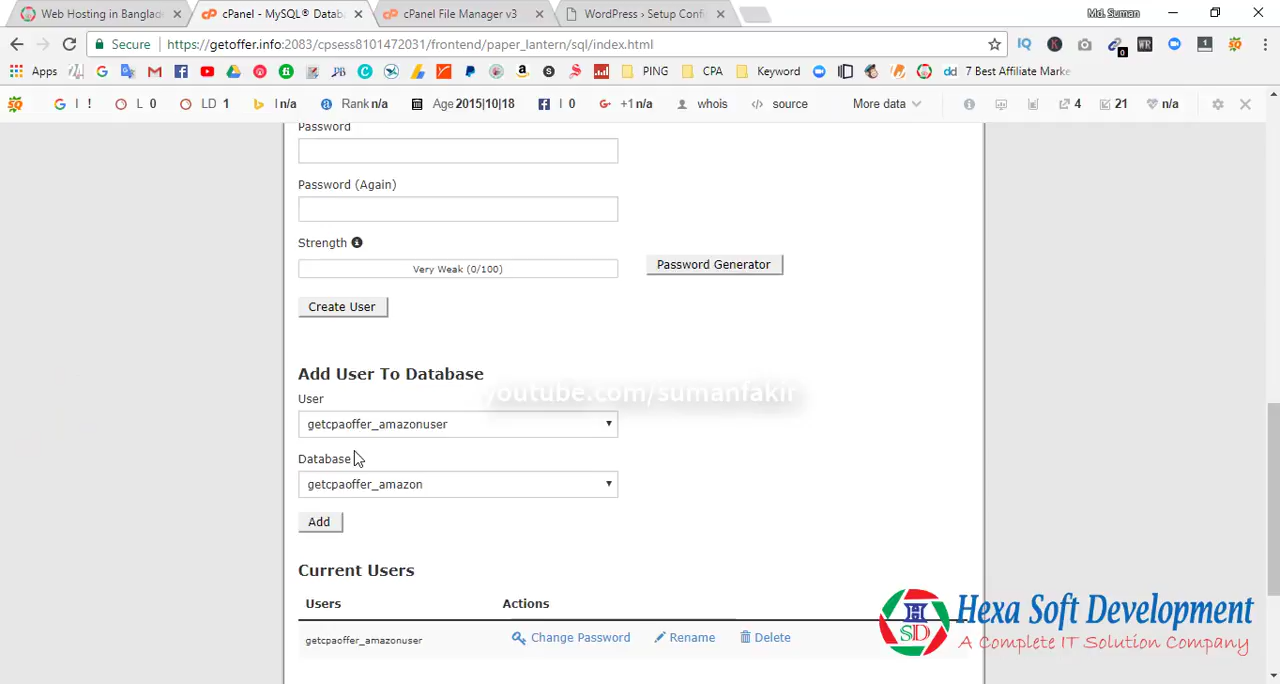 Web Hosting in Banglad
cPanel - MySQL® Datab
cPanel File Manager v3
WordPress › Setup Confi
Md. Suman
Secure
https://getoffer.info:2083/cpsess8101472031/frontend/paper_lantern/sql/index.html
Apps
PING
CPA
Keyword
dd 7 Best Affiliate Marke
I !
L 0
LD 1
I n/a
Rank n/a
Age 2015|10|18
I 0
+1 n/a
whois
source
More data
4
21
n/a
Password
Password (Again)
Strength
Very Weak (0/100)
Password Generator
Create User
Add User To Database
youtube.com/sumanfakir
User
getcpaoffer_amazonuser
Database
getcpaoffer_amazon
Add
Current Users
Users
Actions
getcpaoffer_amazonuser
Change Password
Rename
Delete
HSD
Hexa Soft Development
A Complete IT Solution Company